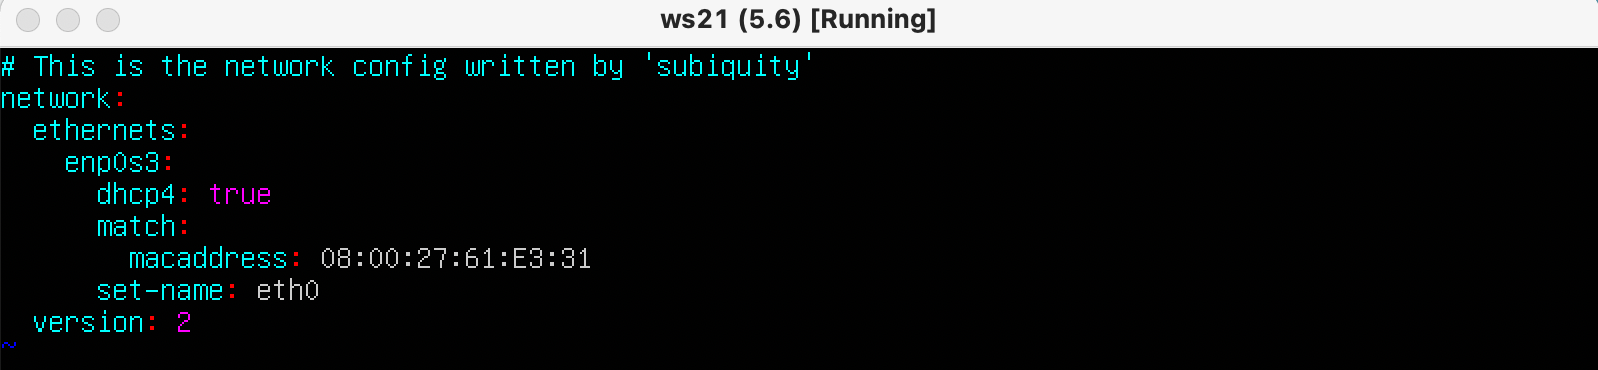 ws21 (5.6) [Running]
# This is the network config written by 'subiquity'
network:
  ethernets:
    enp0s3:
      dhcp4: true
      match:
        macaddress: 08:00:27:61:E3:31
      set-name: eth0
  version: 2
~